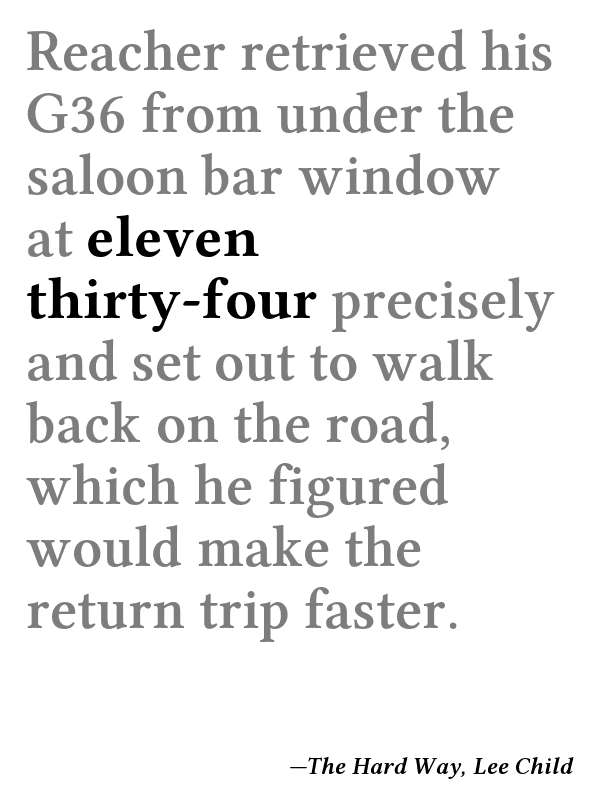 Reacher retrieved his
G36 from under the
saloon bar window
at eleven
thirty-four precisely
and set out to walk
back on the road,
which he figured
would make the
return trip faster.
—The Hard Way, Lee Child